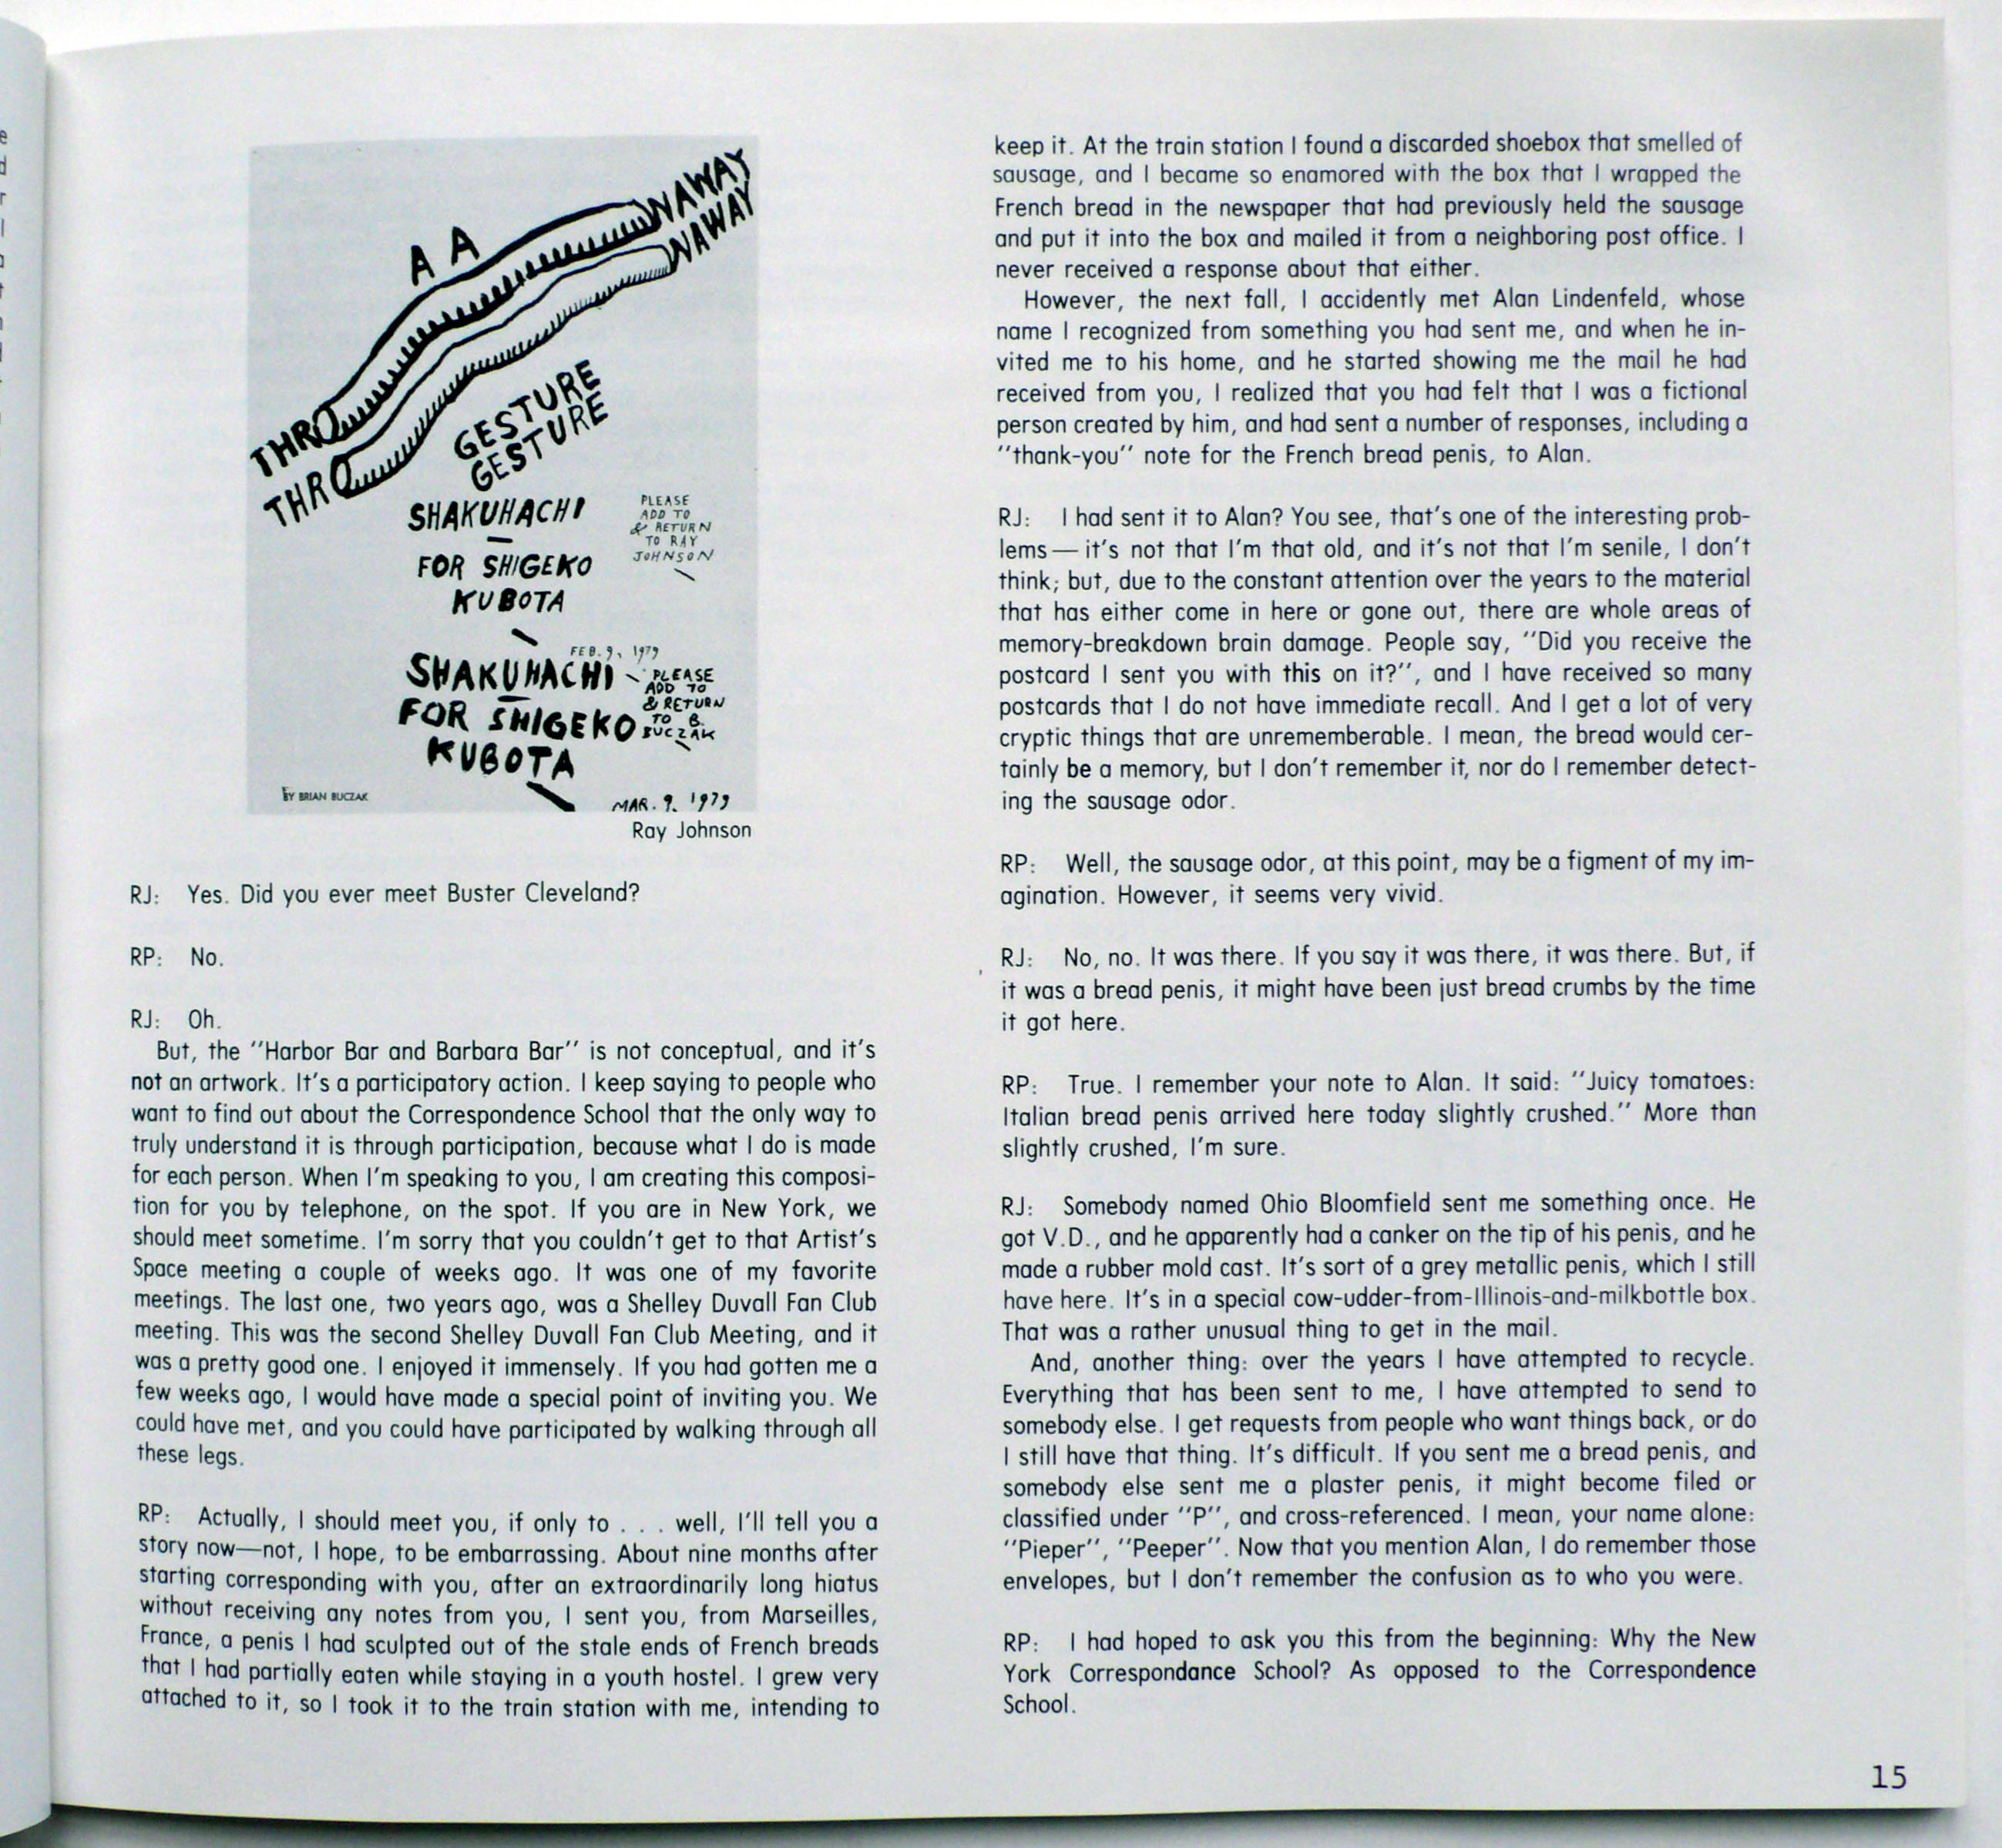 A A
THRO NAWAY
THRO NAWAY
GESTURE
GESTURE
SHAKUHACHI
FOR SHIGEKO
KUBOTA
PLEASE
ADD TO
& RETURN
TO RAY
JOHNSON
FEB. 9, 1979
SHAKUHACHI
FOR SHIGEKO
KUBOTA
PLEASE
ADD TO
& RETURN
TO B.
BUCZAK
MAR. 9. 1979
BY BRIAN BUCZAK
Ray Johnson
RJ: Yes. Did you ever meet Buster Cleveland?
RP: No.
RJ: Oh.
But, the "Harbor Bar and Barbara Bar" is not conceptual, and it's
not an artwork. It's a participatory action. I keep saying to people who
want to find out about the Correspondence School that the only way to
truly understand it is through participation, because what I do is made
for each person. When I'm speaking to you, I am creating this composi-
tion for you by telephone, on the spot. If you are in New York, we
should meet sometime. I'm sorry that you couldn't get to that Artist's
Space meeting a couple of weeks ago. It was one of my favorite
meetings. The last one, two years ago, was a Shelley Duvall Fan Club
meeting. This was the second Shelley Duvall Fan Club Meeting, and it
was a pretty good one. I enjoyed it immensely. If you had gotten me a
few weeks ago, I would have made a special point of inviting you. We
could have met, and you could have participated by walking through all
these legs.
RP: Actually, I should meet you, if only to . . . well, I'll tell you a
story now—not, I hope, to be embarrassing. About nine months after
starting corresponding with you, after an extraordinarily long hiatus
without receiving any notes from you, I sent you, from Marseilles,
France, a penis I had sculpted out of the stale ends of French breads
that I had partially eaten while staying in a youth hostel. I grew very
attached to it, so I took it to the train station with me, intending to
keep it. At the train station I found a discarded shoebox that smelled of
sausage, and I became so enamored with the box that I wrapped the
French bread in the newspaper that had previously held the sausage
and put it into the box and mailed it from a neighboring post office. I
never received a response about that either.
However, the next fall, I accidently met Alan Lindenfeld, whose
name I recognized from something you had sent me, and when he in-
vited me to his home, and he started showing me the mail he had
received from you, I realized that you had felt that I was a fictional
person created by him, and had sent a number of responses, including a
"thank-you" note for the French bread penis, to Alan.
RJ: I had sent it to Alan? You see, that's one of the interesting prob-
lems — it's not that I'm that old, and it's not that I'm senile, I don't
think; but, due to the constant attention over the years to the material
that has either come in here or gone out, there are whole areas of
memory-breakdown brain damage. People say, "Did you receive the
postcard I sent you with this on it?", and I have received so many
postcards that I do not have immediate recall. And I get a lot of very
cryptic things that are unrememberable. I mean, the bread would cer-
tainly be a memory, but I don't remember it, nor do I remember detect-
ing the sausage odor.
RP: Well, the sausage odor, at this point, may be a figment of my im-
agination. However, it seems very vivid.
RJ: No, no. It was there. If you say it was there, it was there. But, if
it was a bread penis, it might have been just bread crumbs by the time
it got here.
RP: True. I remember your note to Alan. It said: "Juicy tomatoes:
Italian bread penis arrived here today slightly crushed." More than
slightly crushed, I'm sure.
RJ: Somebody named Ohio Bloomfield sent me something once. He
got V.D., and he apparently had a canker on the tip of his penis, and he
made a rubber mold cast. It's sort of a grey metallic penis, which I still
have here. It's in a special cow-udder-from-Illinois-and-milkbottle box.
That was a rather unusual thing to get in the mail.
And, another thing: over the years I have attempted to recycle.
Everything that has been sent to me, I have attempted to send to
somebody else. I get requests from people who want things back, or do
I still have that thing. It's difficult. If you sent me a bread penis, and
somebody else sent me a plaster penis, it might become filed or
classified under "P", and cross-referenced. I mean, your name alone:
"Pieper", "Peeper". Now that you mention Alan, I do remember those
envelopes, but I don't remember the confusion as to who you were.
RP: I had hoped to ask you this from the beginning: Why the New
York Correspondance School? As opposed to the Correspondence
School.
15